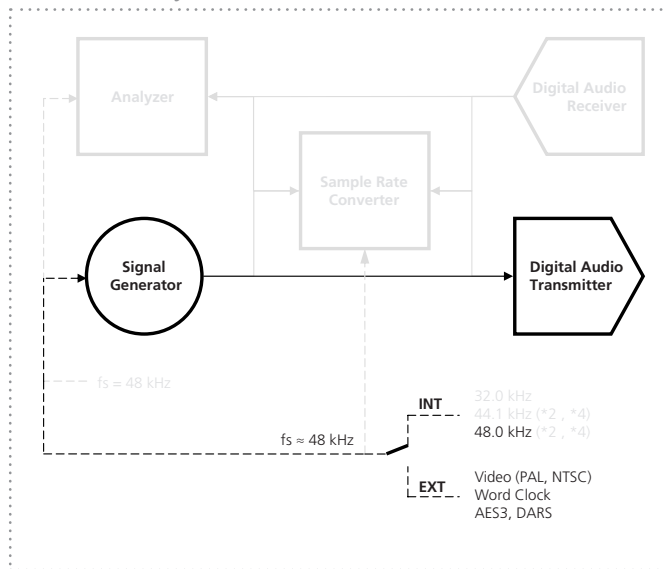 Analyzer
Digital Audio
Receiver
Sample Rate
Converter
Signal
Generator
Digital Audio
Transmitter
fs = 48 kHz
INT
32.0 kHz
44.1 kHz (*2 , *4)
48.0 kHz (*2 , *4)
fs ≈ 48 kHz
EXT
Video (PAL, NTSC)
Word Clock
AES3, DARS